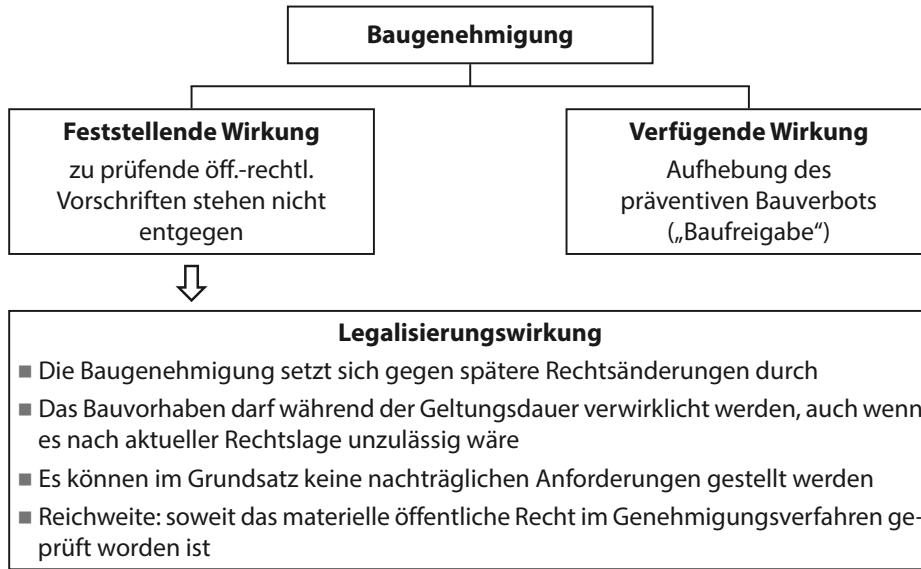 Baugenehmigung
Feststellende Wirkung
zu prüfende öff.-rechtl.
Vorschriften stehen nicht
entgegen
Verfügende Wirkung
Aufhebung des
präventiven Bauverbots
(„Baufreigabe“)
Legalisierungswirkung
■ Die Baugenehmigung setzt sich gegen spätere Rechtsänderungen durch
■ Das Bauvorhaben darf während der Geltungsdauer verwirklicht werden, auch wenn
es nach aktueller Rechtslage unzulässig wäre
■ Es können im Grundsatz keine nachträglichen Anforderungen gestellt werden
■ Reichweite: soweit das materielle öffentliche Recht im Genehmigungsverfahren ge-
prüft worden ist